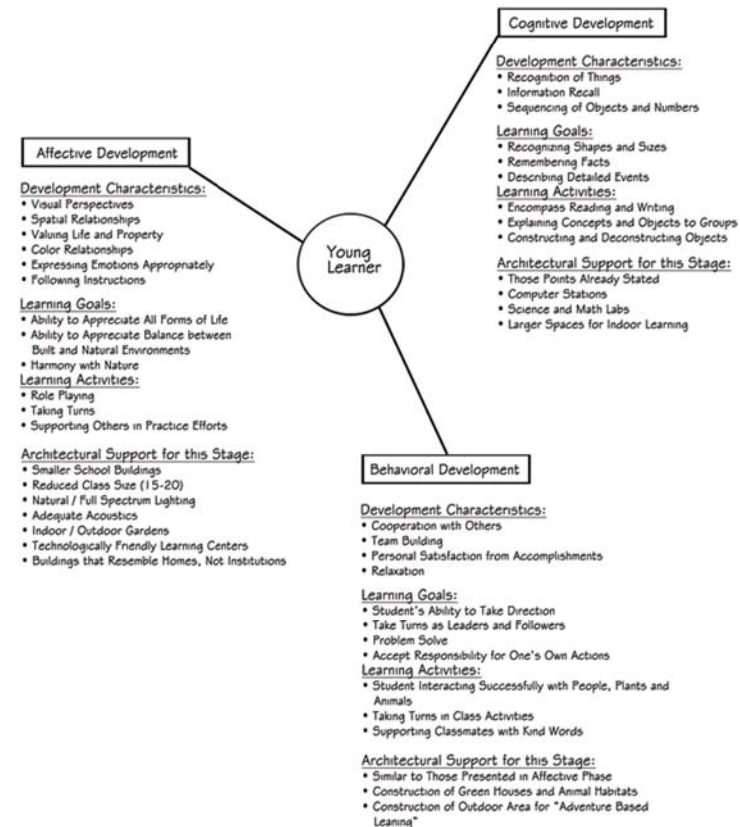 Cognitive Development
Development Characteristics:
• Recognition of Things
• Information Recall
• Sequencing of Objects and Numbers
Learning Goals:
• Recognizing Shapes and Sizes
• Remembering Facts
• Describing Detailed Events
Learning Activities:
• Encompass Reading and Writing
• Explaining Concepts and Objects to Groups
• Constructing and Deconstructing Objects
Architectural Support for this Stage:
• Those Points Already Stated
• Computer Stations
• Science and Math Labs
• Larger Spaces for Indoor Learning
Affective Development
Development Characteristics:
• Visual Perspectives
• Spatial Relationships
• Valuing Life and Property
• Color Relationships
• Expressing Emotions Appropriately
• Following Instructions
Learning Goals:
• Ability to Appreciate All Forms of Life
• Ability to Appreciate Balance between
Built and Natural Environments
• Harmony with Nature
Learning Activities:
• Role Playing
• Taking Turns
• Supporting Others in Practice Efforts
Architectural Support for this Stage:
• Smaller School Buildings
• Reduced Class Size (15-20)
• Natural / Full Spectrum Lighting
• Adequate Acoustics
• Indoor / Outdoor Gardens
• Technologically Friendly Learning Centers
• Buildings that Resemble Homes, Not Institutions
Young
Learner
Behavioral Development
Development Characteristics:
• Cooperation with Others
• Team Building
• Personal Satisfaction from Accomplishments
• Relaxation
Learning Goals:
• Student's Ability to Take Direction
• Take Turns as Leaders and Followers
• Problem Solve
• Accept Responsibility for One's Own Actions
Learning Activities:
• Student Interacting Successfully with People, Plants and
Animals
• Taking Turns in Class Activities
• Supporting Classmates with Kind Words
Architectural Support for this Stage:
• Similar to Those Presented in Affective Phase
• Construction of Green Houses and Animal Habitats
• Construction of Outdoor Area for "Adventure Based
Leaning"